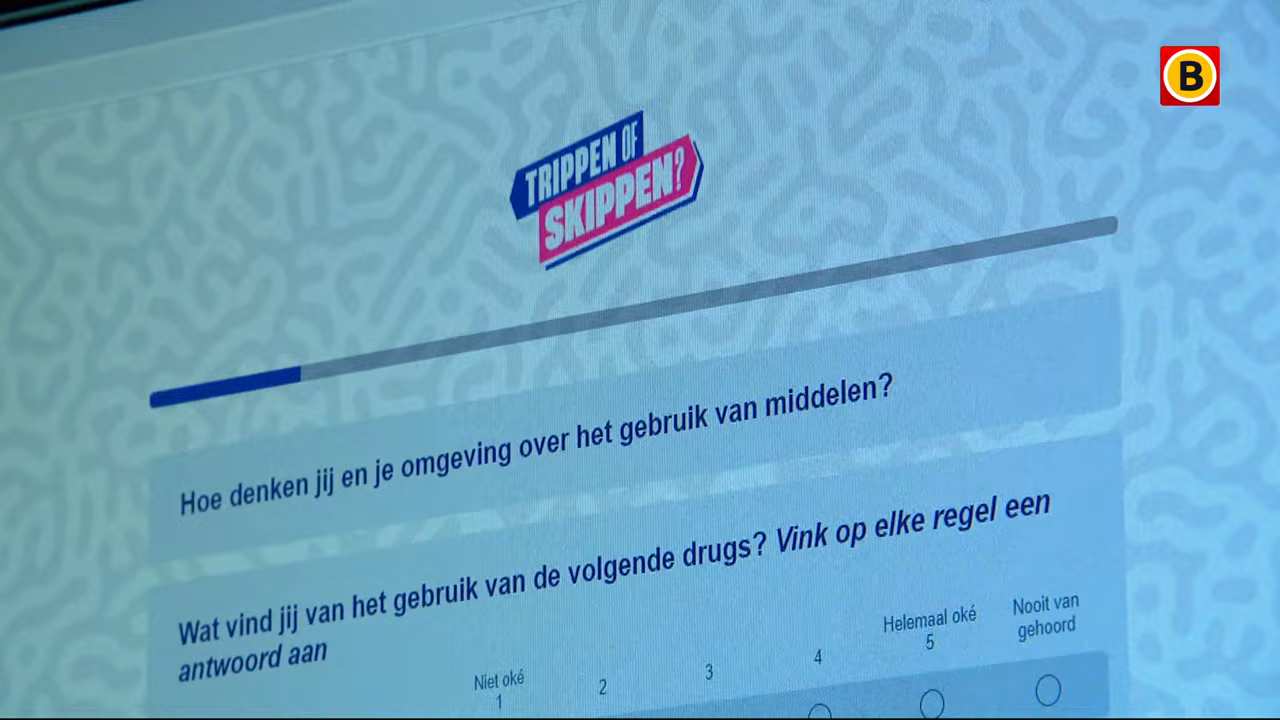 B
TRIPPEN OF
SKIPPEN?
Hoe denken jij en je omgeving over het gebruik van middelen?
Wat vind jij van het gebruik van de volgende drugs? Vink op elke regel een
antwoord aan
Niet oké
1
2
3
4
Helemaal oké
5
Nooit van
gehoord